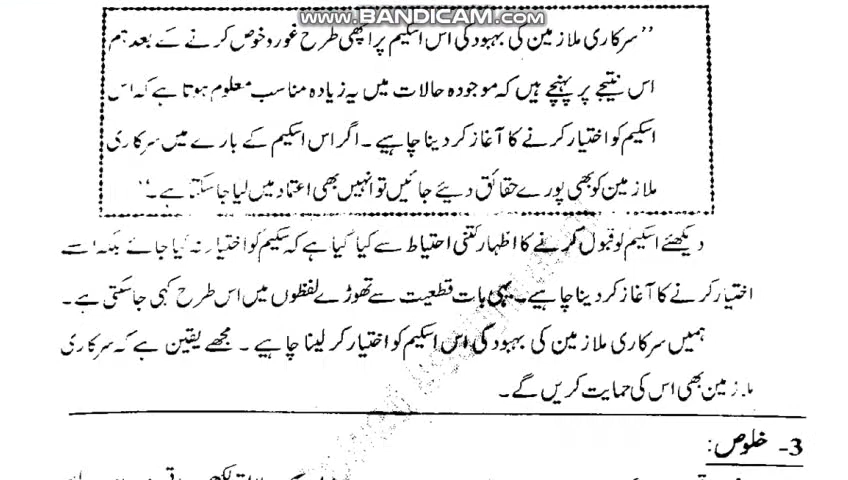 www.BANDICAM.com
”سرکاری ملازمین کی بہبود کی اس اسکیم پر اچھی طرح غور و خوض کرنے کے بعد ہم
اس نتیجے پر پہنچے ہیں کہ موجودہ حالات میں یہ زیادہ مناسب معلوم ہوتا ہے کہ اس
اسکیم کو اختیار کرنے کا آغاز کر دینا چاہیے۔ اگر اس اسکیم کے بارے میں سرکاری
ملازمین کو بھی پورے حقائق دیئے جائیں تو انہیں بھی اعتماد میں لیا جا سکتا ہے۔“
دیکھئے اسکیم کو قبول کرنے کا اظہار کتنی احتیاط سے کیا گیا ہے کہ سکیم کو اختیار نہ کیا جائے بلکہ اسے
اختیار کرنے کا آغاز کر دینا چاہیے۔ یہی بات قطعیت سے تھوڑے لفظوں میں اس طرح کہی جا سکتی ہے۔
ہمیں سرکاری ملازمین کی بہبود کی اس اسکیم کو اختیار کر لینا چاہیے۔ مجھے یقین ہے کہ سرکاری
ملازمین بھی اس کی حمایت کریں گے۔
3- خلوص: